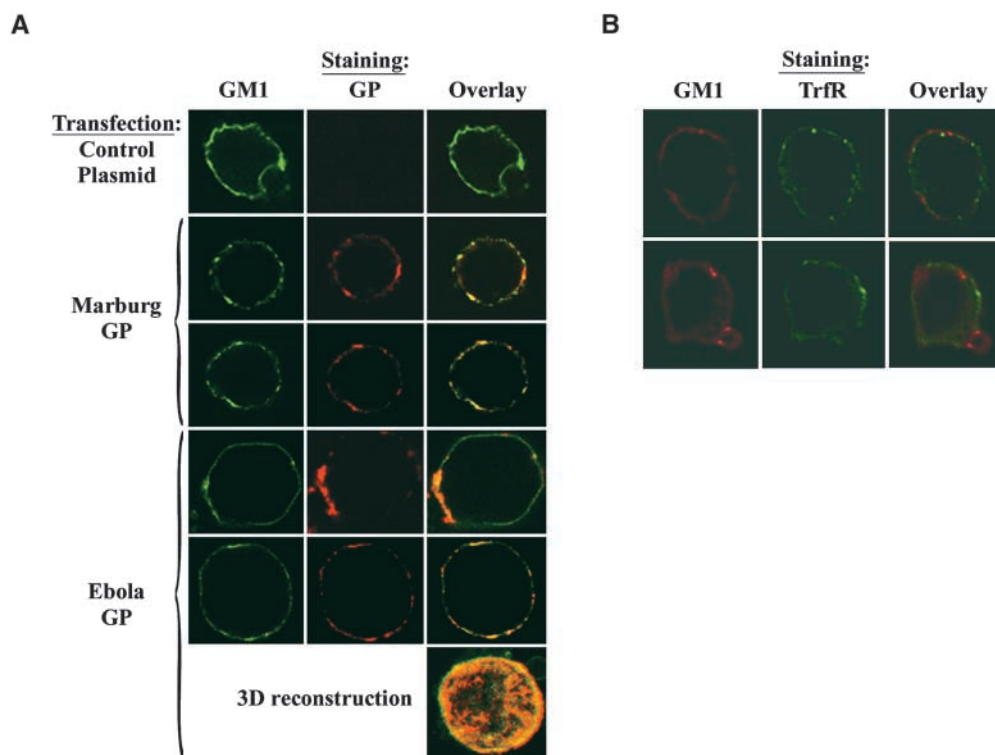 A
Staining:
GM1 GP Overlay
Transfection:
Control
Plasmid
Marburg
GP
Ebola
GP
3D reconstruction
B
Staining:
GM1 TrfR Overlay